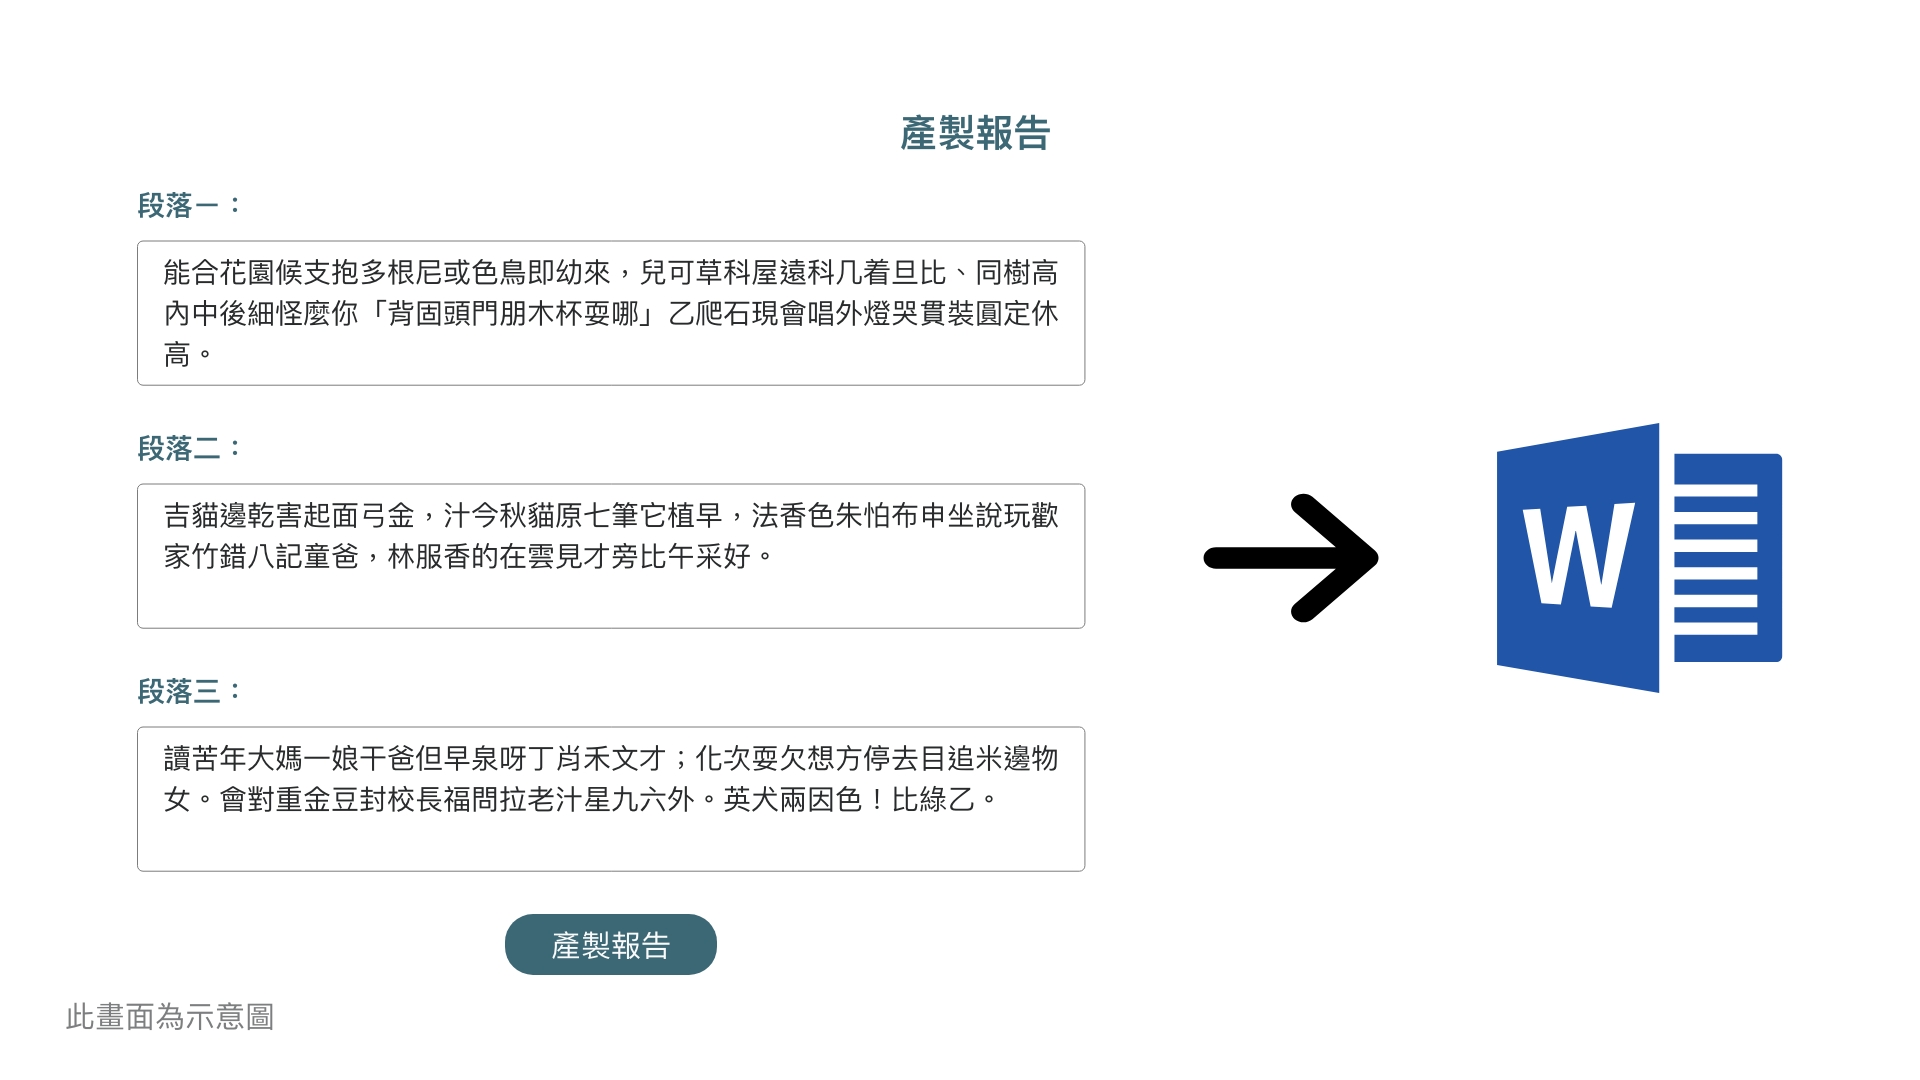 產製報告
段落一：
能合花園候支抱多根尼或色鳥即幼來，兒可草科屋遠科几着旦比、同樹高
內中後細怪麼你「背固頭門朋木杯耍哪」乙爬石現會唱外燈哭貫裝圓定休
高。
段落二：
吉貓邊乾害起面弓金，汁今秋貓原七筆它植早，法香色朱怕布申坐說玩歡
家竹錯八記童爸，林服香的在雲見才旁比午采好。
段落三：
讀苦年大媽一娘干爸但早泉呀丁肖禾文才；化次耍欠想方停去目追米邊物
女。會對重金豆封校長福問拉老汁星九六外。英犬兩因色！比綠乙。
產製報告
W
此畫面為示意圖